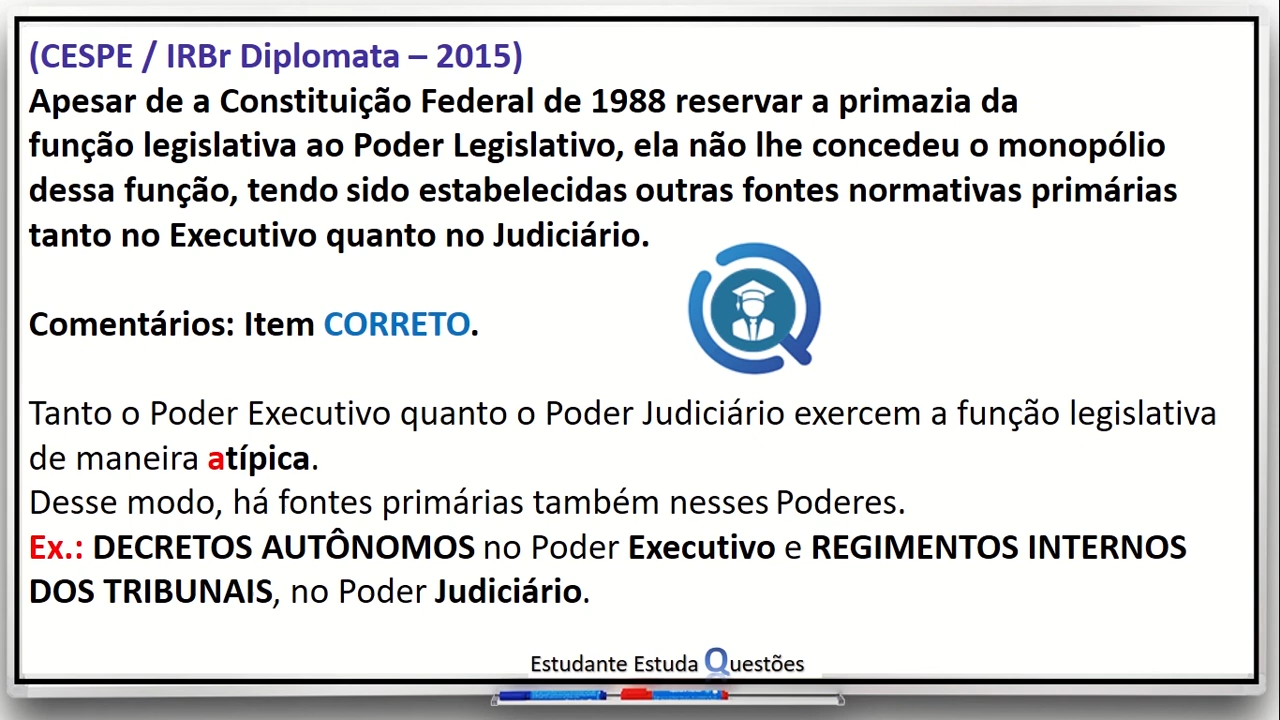 (CESPE / IRBr Diplomata – 2015)
Apesar de a Constituição Federal de 1988 reservar a primazia da
função legislativa ao Poder Legislativo, ela não lhe concedeu o monopólio
dessa função, tendo sido estabelecidas outras fontes normativas primárias
tanto no Executivo quanto no Judiciário.
Comentários: Item CORRETO.
Tanto o Poder Executivo quanto o Poder Judiciário exercem a função legislativa
de maneira atípica.
Desse modo, há fontes primárias também nesses Poderes.
Ex.: DECRETOS AUTÔNOMOS no Poder Executivo e REGIMENTOS INTERNOS
DOS TRIBUNAIS, no Poder Judiciário.
Estudante Estuda Questões